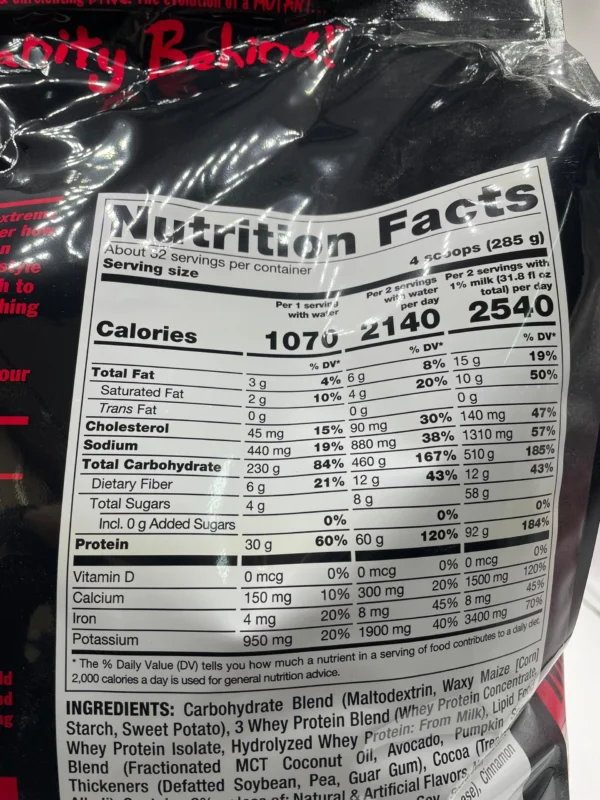 Behind!
Nutrition Facts
About 32 servings per container
Serving size 4 scoops (285 g)
Per 1 serving with water Per 2 servings with water per day Per 2 servings with 1% milk (31.8 fl oz total) per day
Calories 1070 2140 2540
% DV* % DV* % DV*
Total Fat 3 g 4% 6 g 8% 15 g 19%
Saturated Fat 2 g 10% 4 g 20% 10 g 50%
Trans Fat 0 g 0 g 0 g
Cholesterol 45 mg 15% 90 mg 30% 140 mg 47%
Sodium 440 mg 19% 880 mg 38% 1310 mg 57%
Total Carbohydrate 230 g 84% 460 g 167% 510 g 185%
Dietary Fiber 6 g 21% 12 g 43% 12 g 43%
Total Sugars 4 g 8 g 58 g
Incl. 0 g Added Sugars 0% 0% 0%
Protein 30 g 60% 60 g 120% 92 g 184%
Vitamin D 0 mcg 0% 0 mcg 0% 0 mcg 0%
Calcium 150 mg 10% 300 mg 20% 1500 mg 120%
Iron 4 mg 20% 8 mg 45% 8 mg 45%
Potassium 950 mg 20% 1900 mg 40% 3400 mg 70%
* The % Daily Value (DV) tells you how much a nutrient in a serving of food contributes to a daily diet.
2,000 calories a day is used for general nutrition advice.
INGREDIENTS: Carbohydrate Blend (Maltodextrin, Waxy Maize [Corn]
Starch, Sweet Potato), 3 Whey Protein Blend (Whey Protein Concentrate,
Whey Protein Isolate, Hydrolyzed Whey Protein: From Milk), Lipid
Blend (Fractionated MCT Coconut Oil, Avocado, Pumpkin
Thickeners (Defatted Soybean, Pea, Guar Gum), Cocoa
of: Natural & Artificial Flavors
Cinnamon